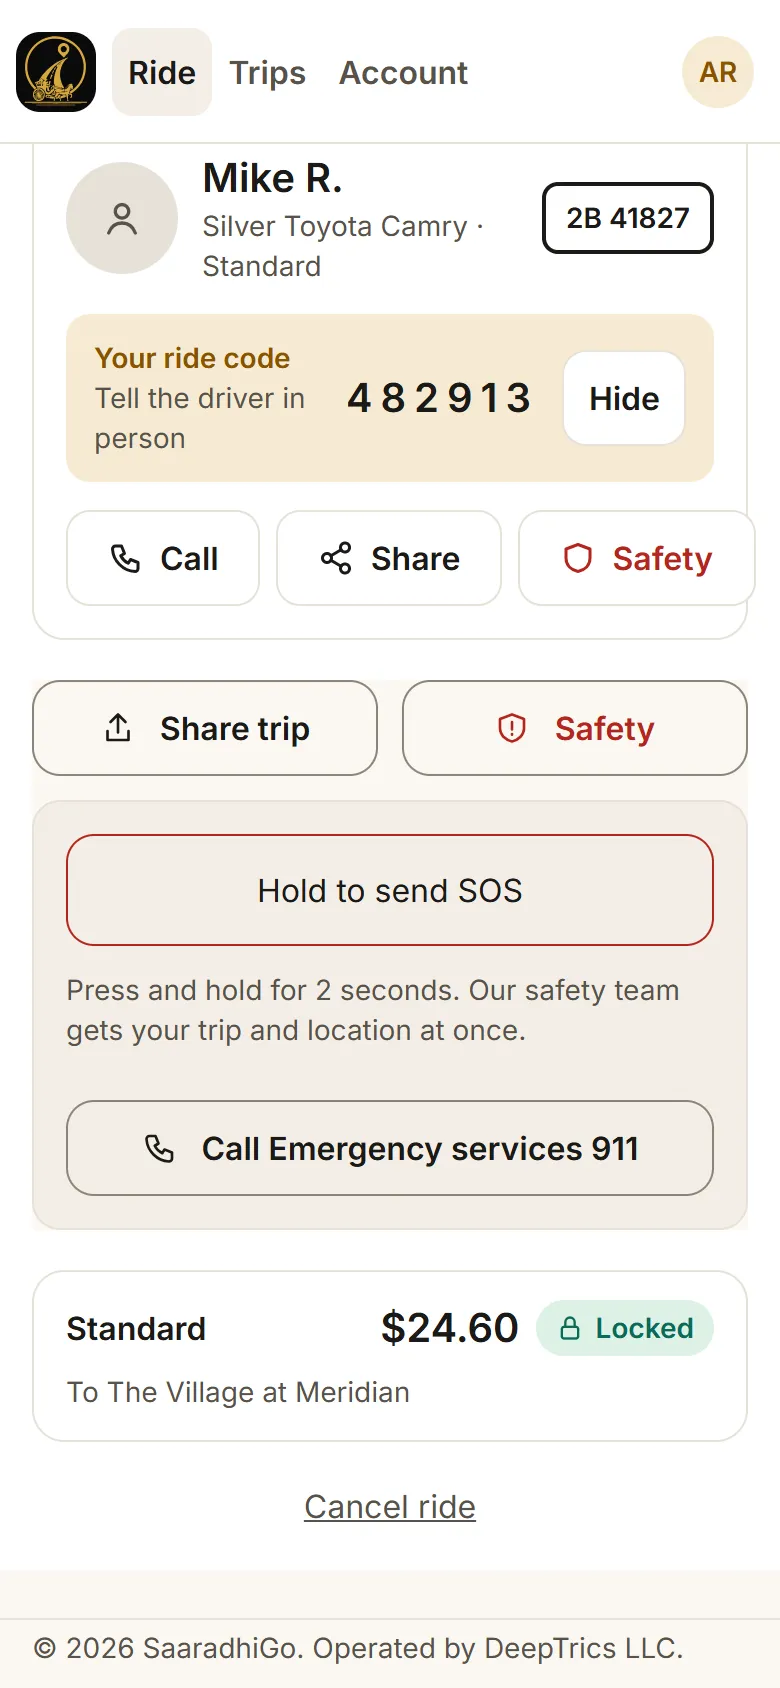 Ride Trips Account AR
Mike R.
Silver Toyota Camry ·
Standard
2B 41827
Your ride code
Tell the driver in
person
482913
Hide
Call Share Safety
Share trip Safety
Hold to send SOS
Press and hold for 2 seconds. Our safety team
gets your trip and location at once.
Call Emergency services 911
Standard $24.60 Locked
To The Village at Meridian
Cancel ride
© 2026 SaaradhiGo. Operated by DeepTrics LLC.